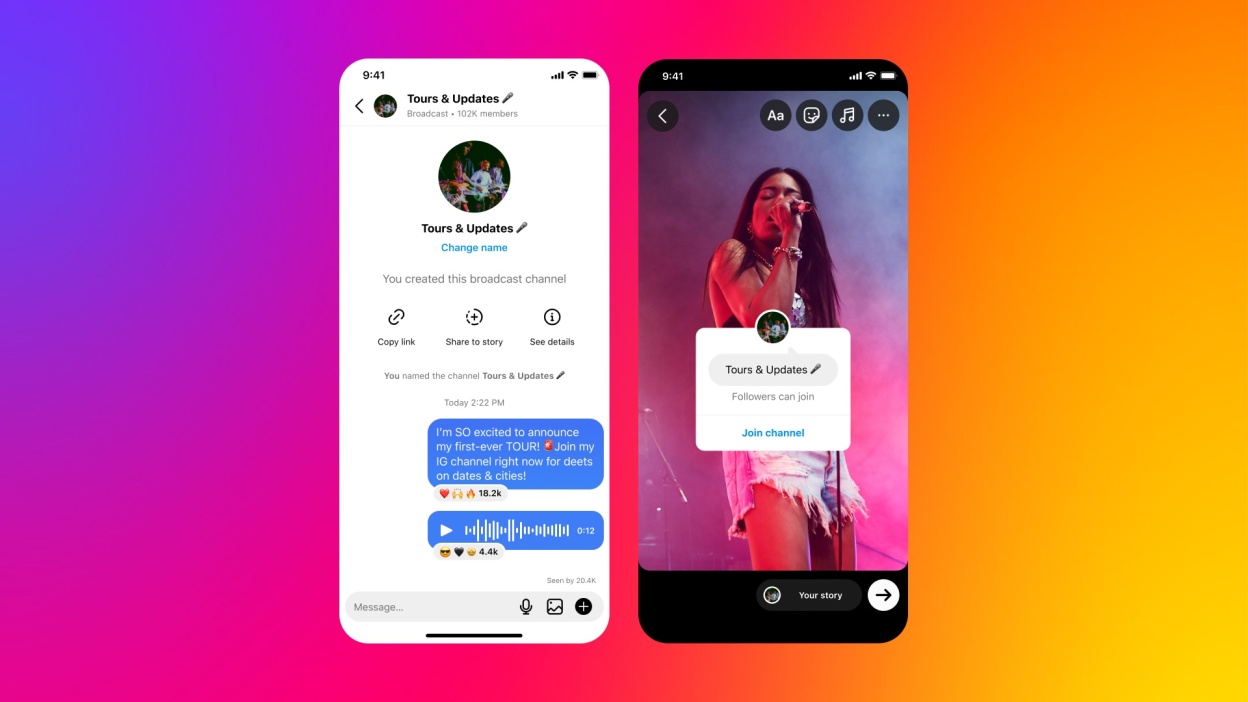 9:41
Tours & Updates 🎤
Broadcast • 102K members
Tours & Updates 🎤
Change name
You created this broadcast channel
Copy link
Share to story
See details
You named the channel Tours & Updates 🎤
Today 2:22 PM
I'm SO excited to announce
my first-ever TOUR! 🚨Join my
IG channel right now for deets
on dates & cities!
❤️🙌🔥 18.2k
0:12
😎🖤🤩 4.4k
Seen by 20.4K
Message...
9:41
Aa
Tours & Updates 🎤
Followers can join
Join channel
Your story